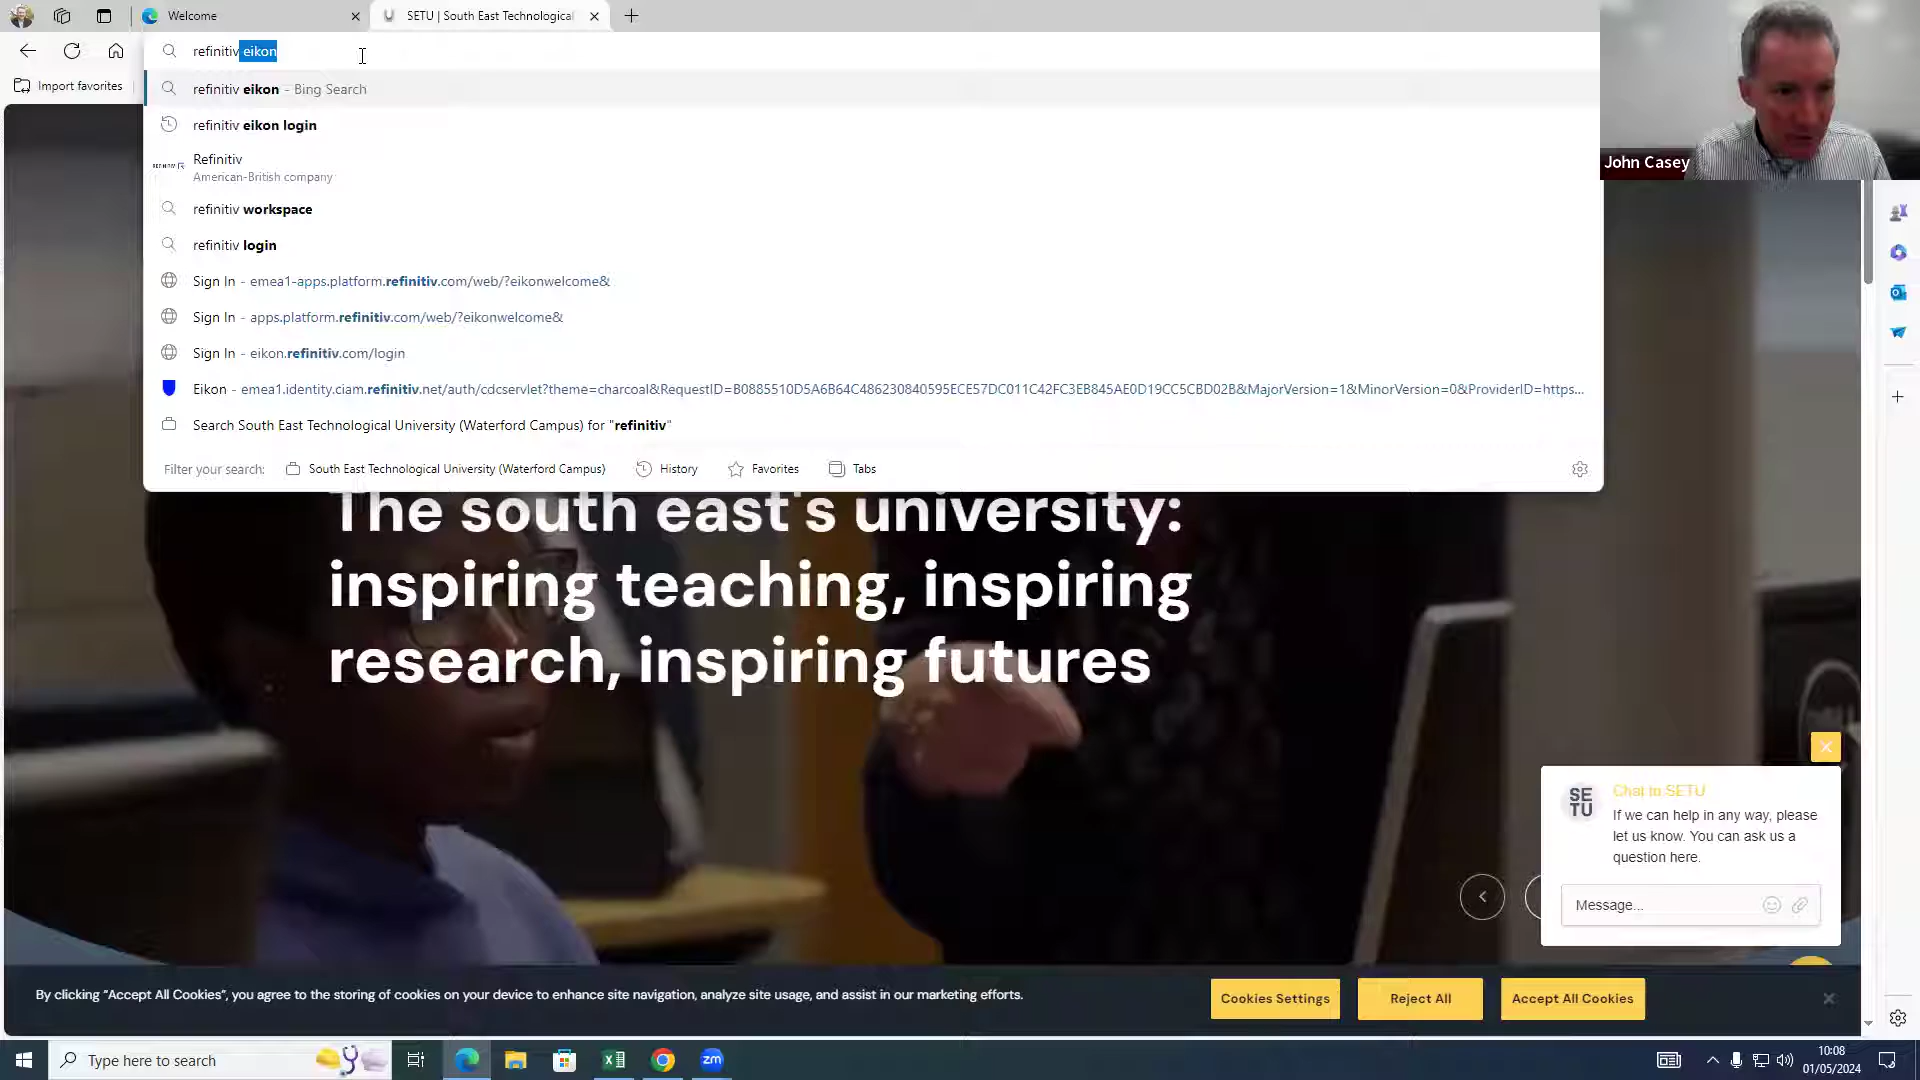 Welcome
SETU | South East Technological
refinitiv eikon
Import favorites
refinitiv eikon - Bing Search
refinitiv eikon login
Refinitiv
American-British company
refinitiv workspace
refinitiv login
Sign In - emea1-apps.platform.refinitiv.com/web/?eikonwelcome&
Sign In - apps.platform.refinitiv.com/web/?eikonwelcome&
Sign In - eikon.refinitiv.com/login
Eikon - emea1.identity.ciam.refinitiv.net/auth/cdcservlet?theme=charcoal&RequestID=B0885510D5A6B64C486230840595ECE57DC011C42FC3EB845AE0D19CC5CBD02B&MajorVersion=1&MinorVersion=0&ProviderID=https...
Search South East Technological University (Waterford Campus) for "refinitiv"
Filter your search: South East Technological University (Waterford Campus) History Favorites Tabs
John Casey
The south east's university:
inspiring teaching, inspiring
research, inspiring futures
SE
TU
Chat to SETU
If we can help in any way, please
let us know. You can ask us a
question here.
Message...
By clicking "Accept All Cookies", you agree to the storing of cookies on your device to enhance site navigation, analyze site usage, and assist in our marketing efforts.
Cookies Settings
Reject All
Accept All Cookies
Type here to search
zm
10:08
01/05/2024